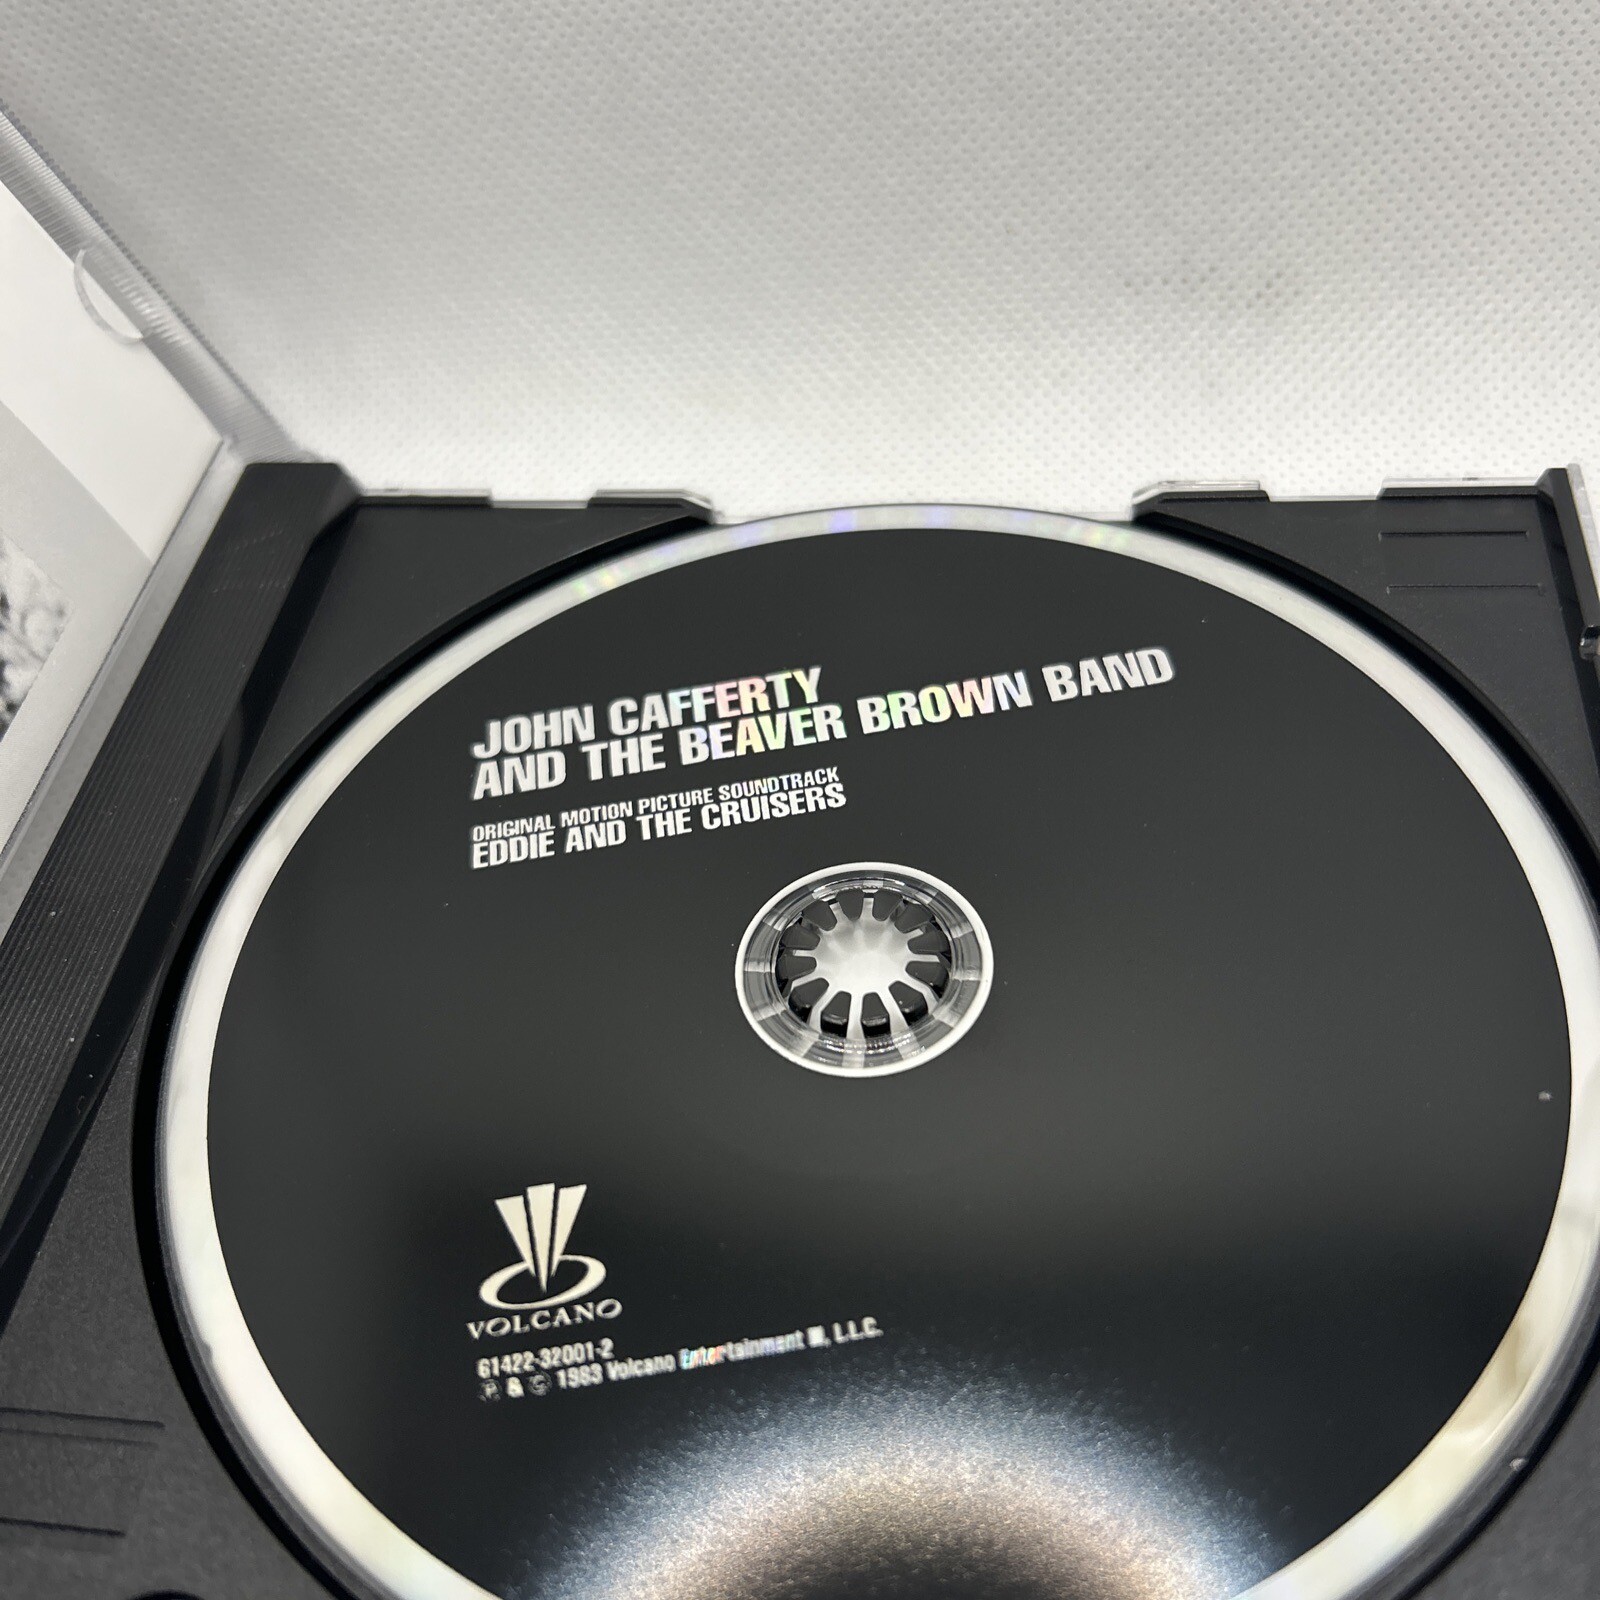 JOHN CAFFERTY
AND THE BEAVER BROWN BAND
ORIGINAL MOTION PICTURE SOUNDTRACK
EDDIE AND THE CRUISERS
VOLCANO
61422-32001-2
℗ & © 1983 Volcano Entertainment III, L.L.C.